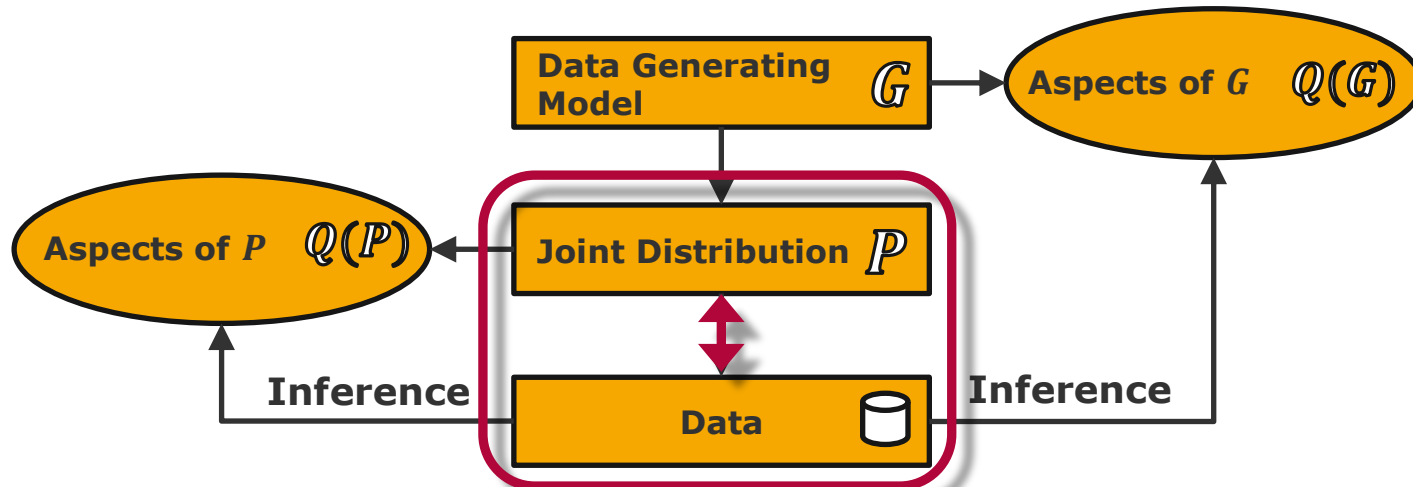 Data Generating
Model
G
Aspects of G Q(G)
Aspects of P Q(P)
Joint Distribution P
Inference
Inference
Data